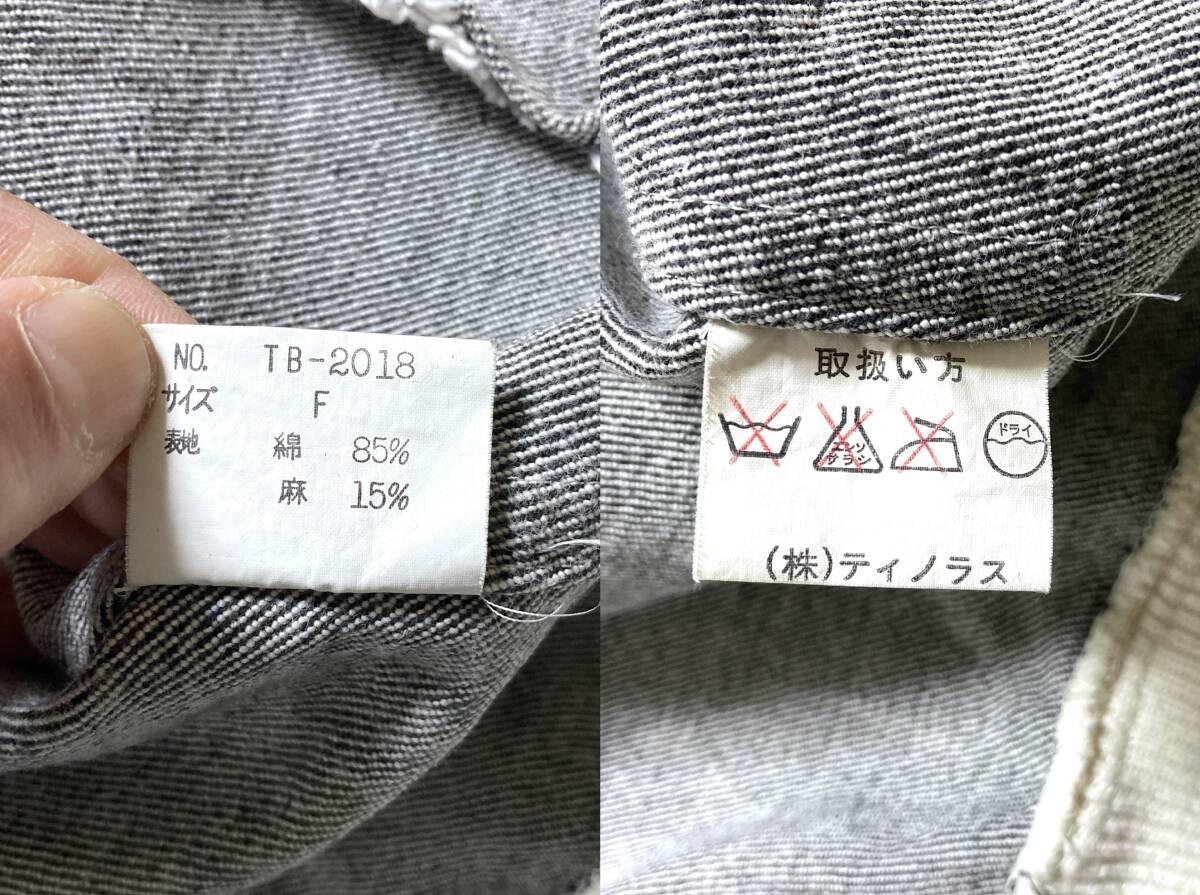 NO. TB-2018
サイズ F
表地 綿 85%
麻 15%
取扱い方
エンソ
サラシ
ドライ
(株)ティノラス